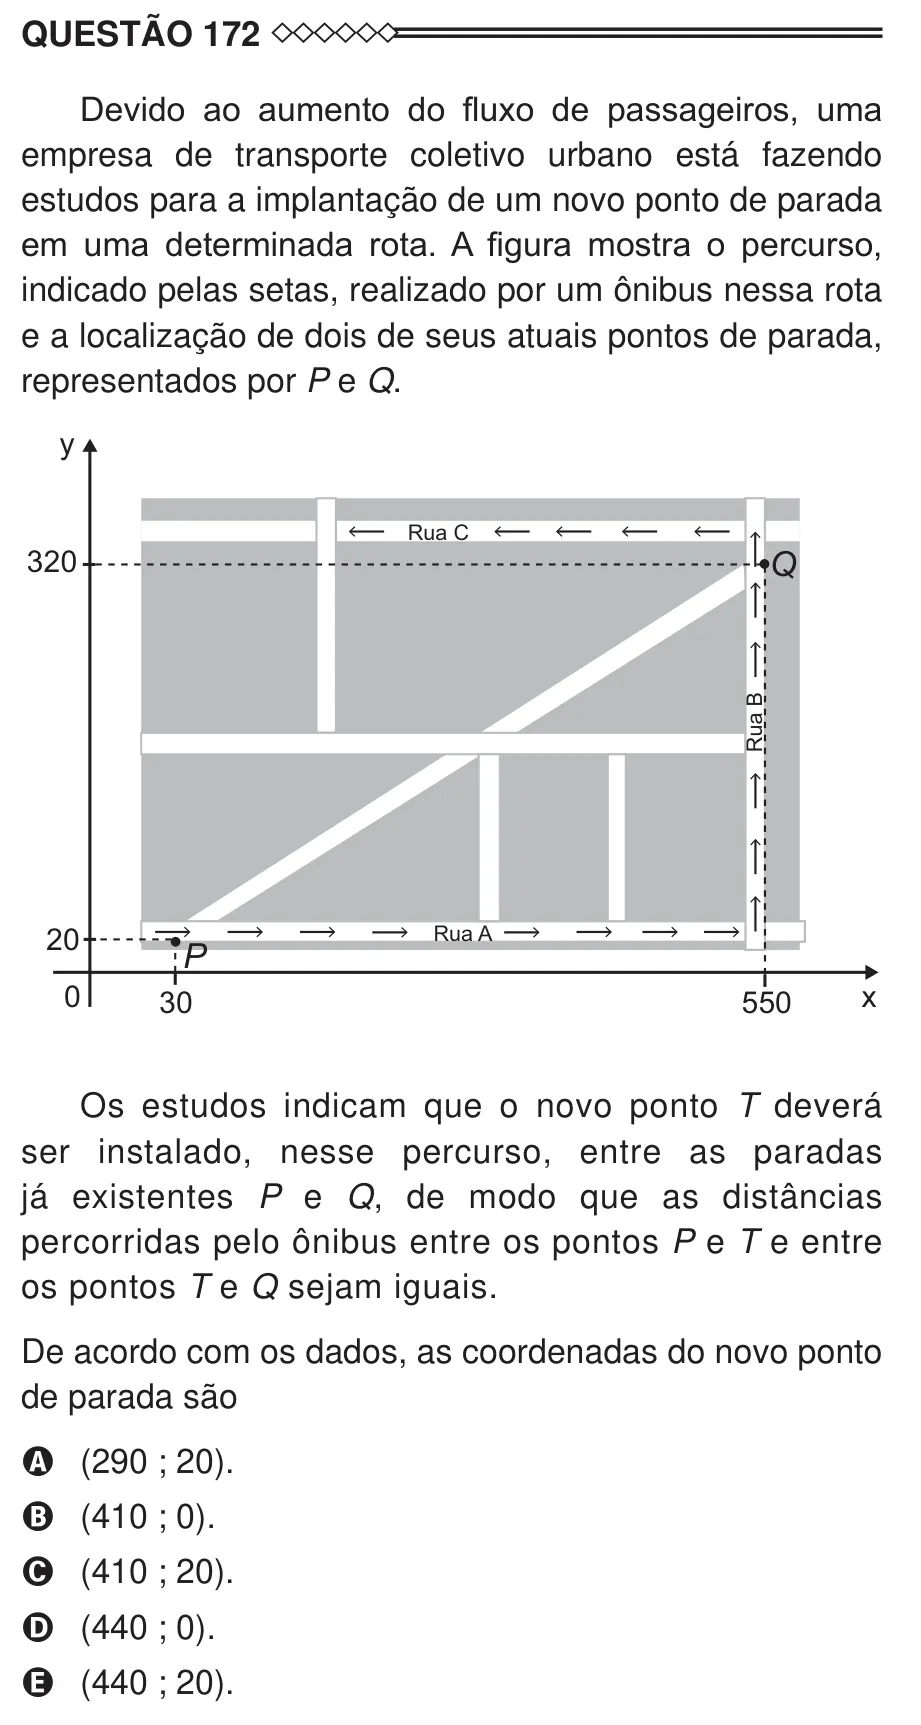 QUESTÃO 172
Devido ao aumento do fluxo de passageiros, uma
empresa de transporte coletivo urbano está fazendo
estudos para a implantação de um novo ponto de parada
em uma determinada rota. A figura mostra o percurso,
indicado pelas setas, realizado por um ônibus nessa rota
e a localização de dois de seus atuais pontos de parada,
representados por P e Q.
y
Rua C
320
Q
Rua B
20
Rua A
P
0
30
550
x
Os estudos indicam que o novo ponto T deverá
ser instalado, nesse percurso, entre as paradas
já existentes P e Q, de modo que as distâncias
percorridas pelo ônibus entre os pontos P e T e entre
os pontos T e Q sejam iguais.
De acordo com os dados, as coordenadas do novo ponto
de parada são
A (290 ; 20).
B (410 ; 0).
C (410 ; 20).
D (440 ; 0).
E (440 ; 20).